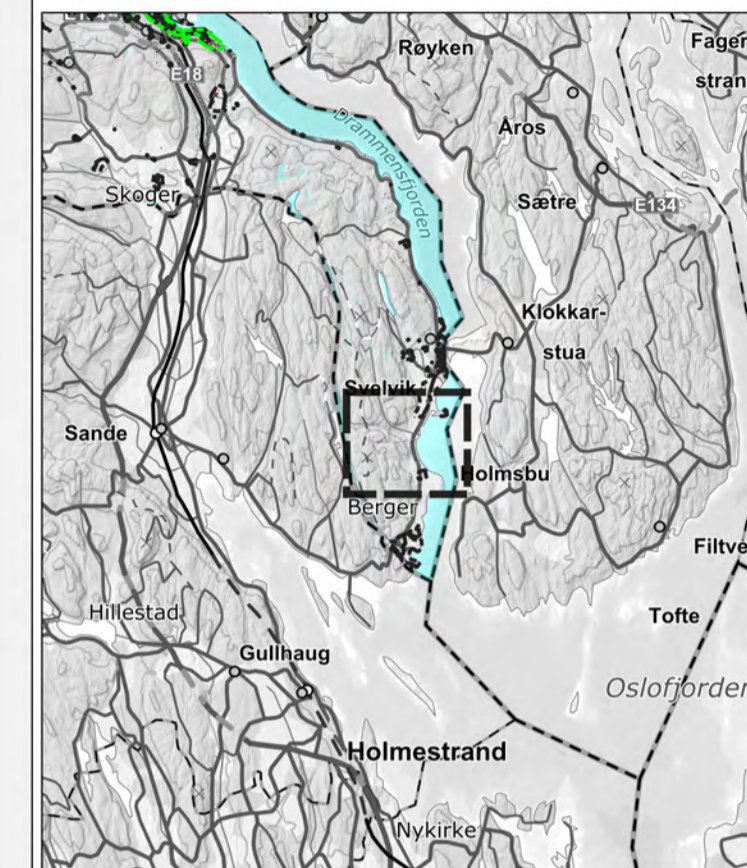 Røyken
Fager
stran
E18
Drammensfjorden
Åros
Skoger
Sætre
E134
Klokkar-
stua
Svelvik
Sande
Holmsbu
Berger
Filtve
Hillestad
Tofte
Gullhaug
Oslofjorden
Holmestrand
Nykirke